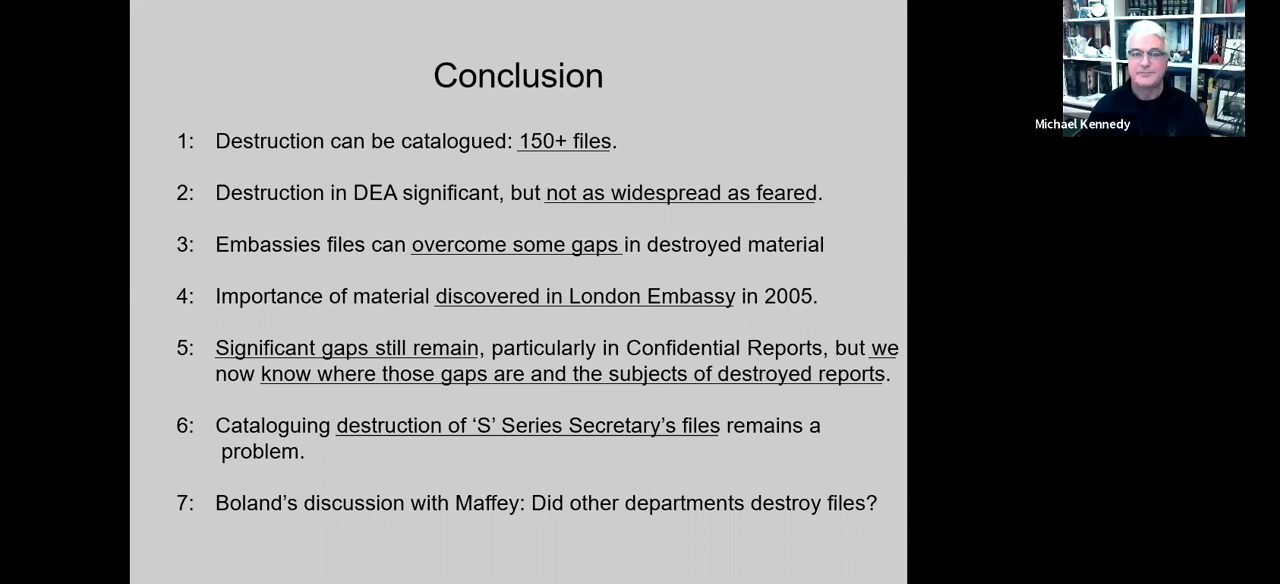 Conclusion
1: Destruction can be catalogued: 150+ files.
2: Destruction in DEA significant, but not as widespread as feared.
3: Embassies files can overcome some gaps in destroyed material
4: Importance of material discovered in London Embassy in 2005.
5: Significant gaps still remain, particularly in Confidential Reports, but we
now know where those gaps are and the subjects of destroyed reports.
6: Cataloguing destruction of ‘S’ Series Secretary’s files remains a
problem.
7: Boland’s discussion with Maffey: Did other departments destroy files?
Michael Kennedy